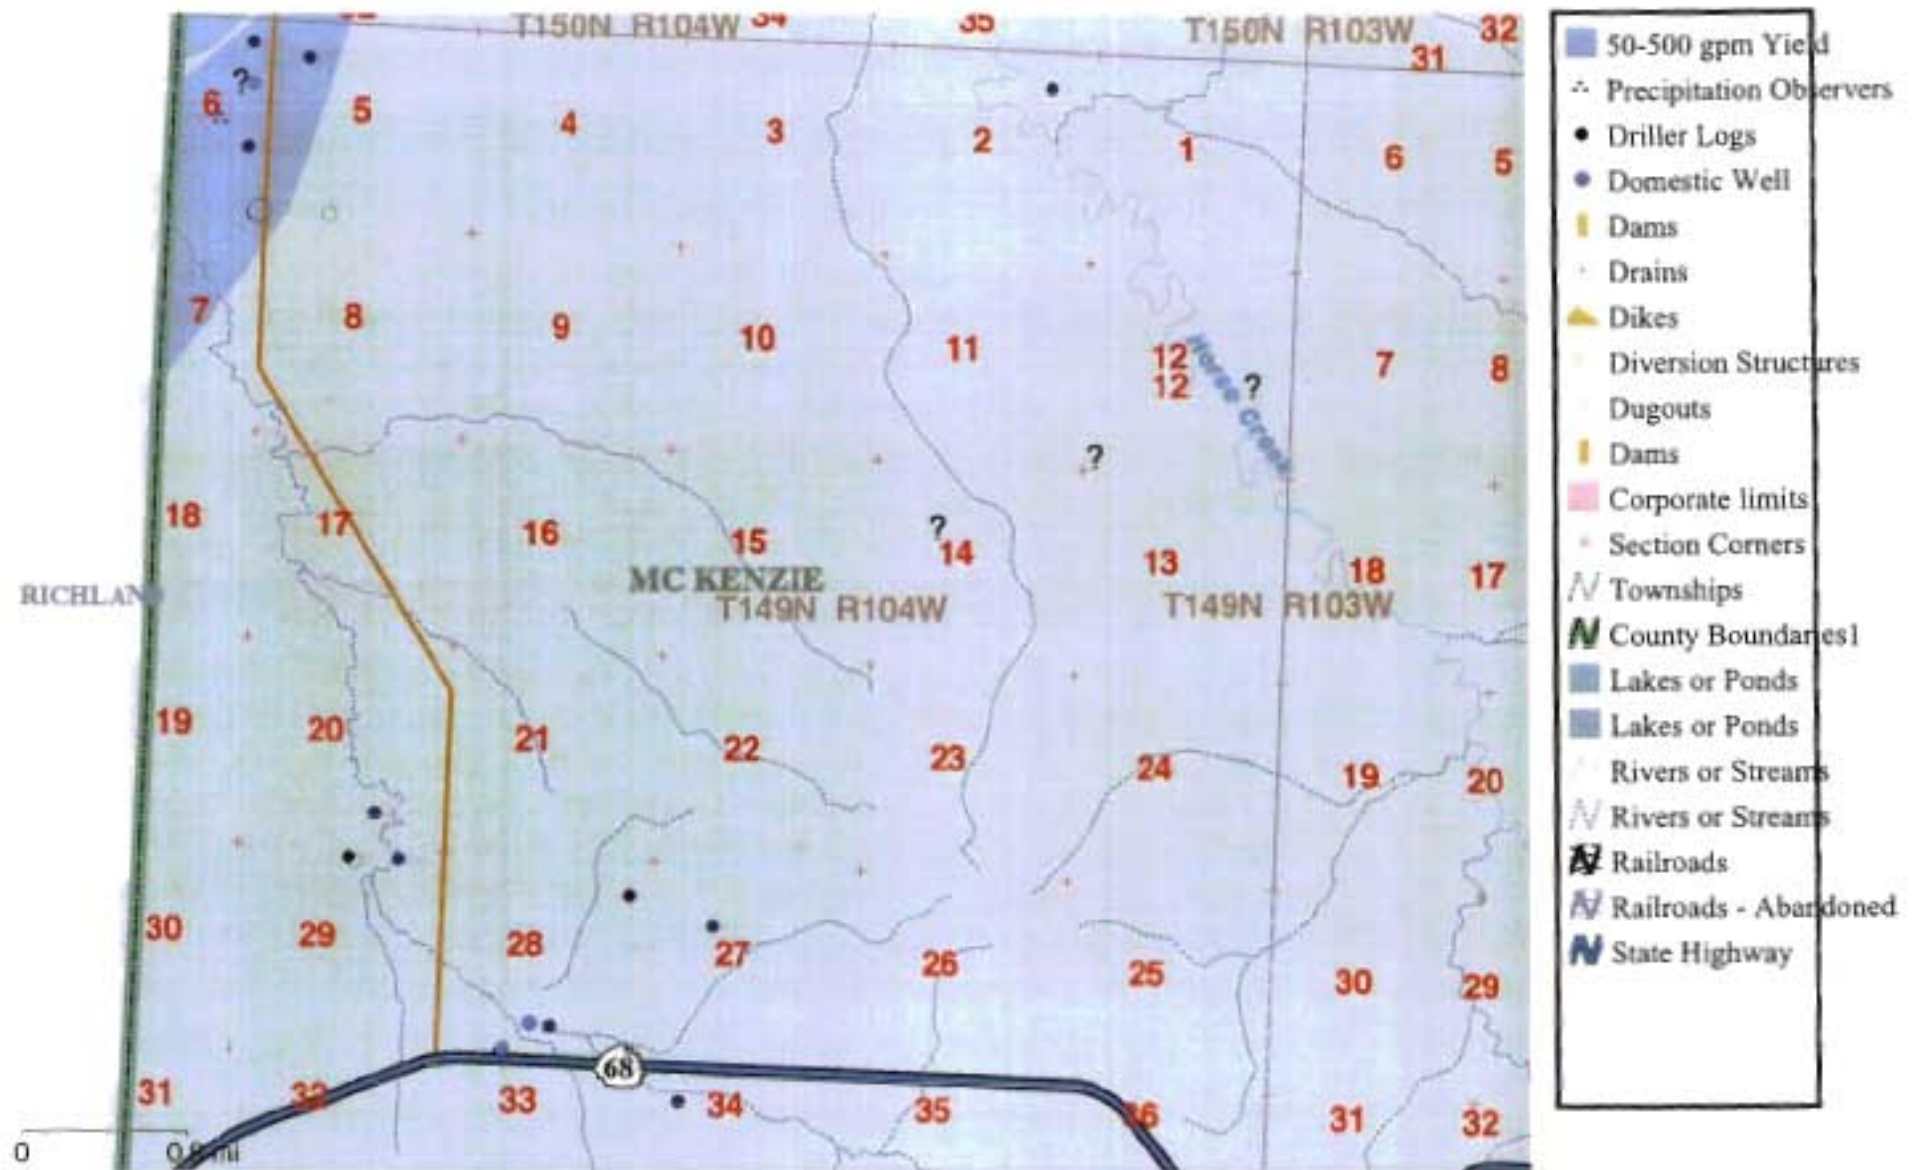 T150N R104W 34 35 T150N R103W 32
31
6 5 4 3 2 1 6 5
?
7 8 9 10 11 12 7 8
12
Horse Creek
?
?
18 17 16 15 14 13 18 17
?
MC KENZIE
RICHLAN
T149N R104W T149N R103W
19 20 21 22 23 24 19 20
30 29 28 27 26 25 30 29
68
31 32 33 34 35 36 31 32
0
50-500 gpm Yield
Precipitation Observers
Driller Logs
Domestic Well
Dams
Drains
Dikes
Diversion Structures
Dugouts
Dams
Corporate limits
Section Corners
Townships
County Boundaries1
Lakes or Ponds
Lakes or Ponds
Rivers or Streams
Rivers or Streams
Railroads
Railroads - Abandoned
State Highway